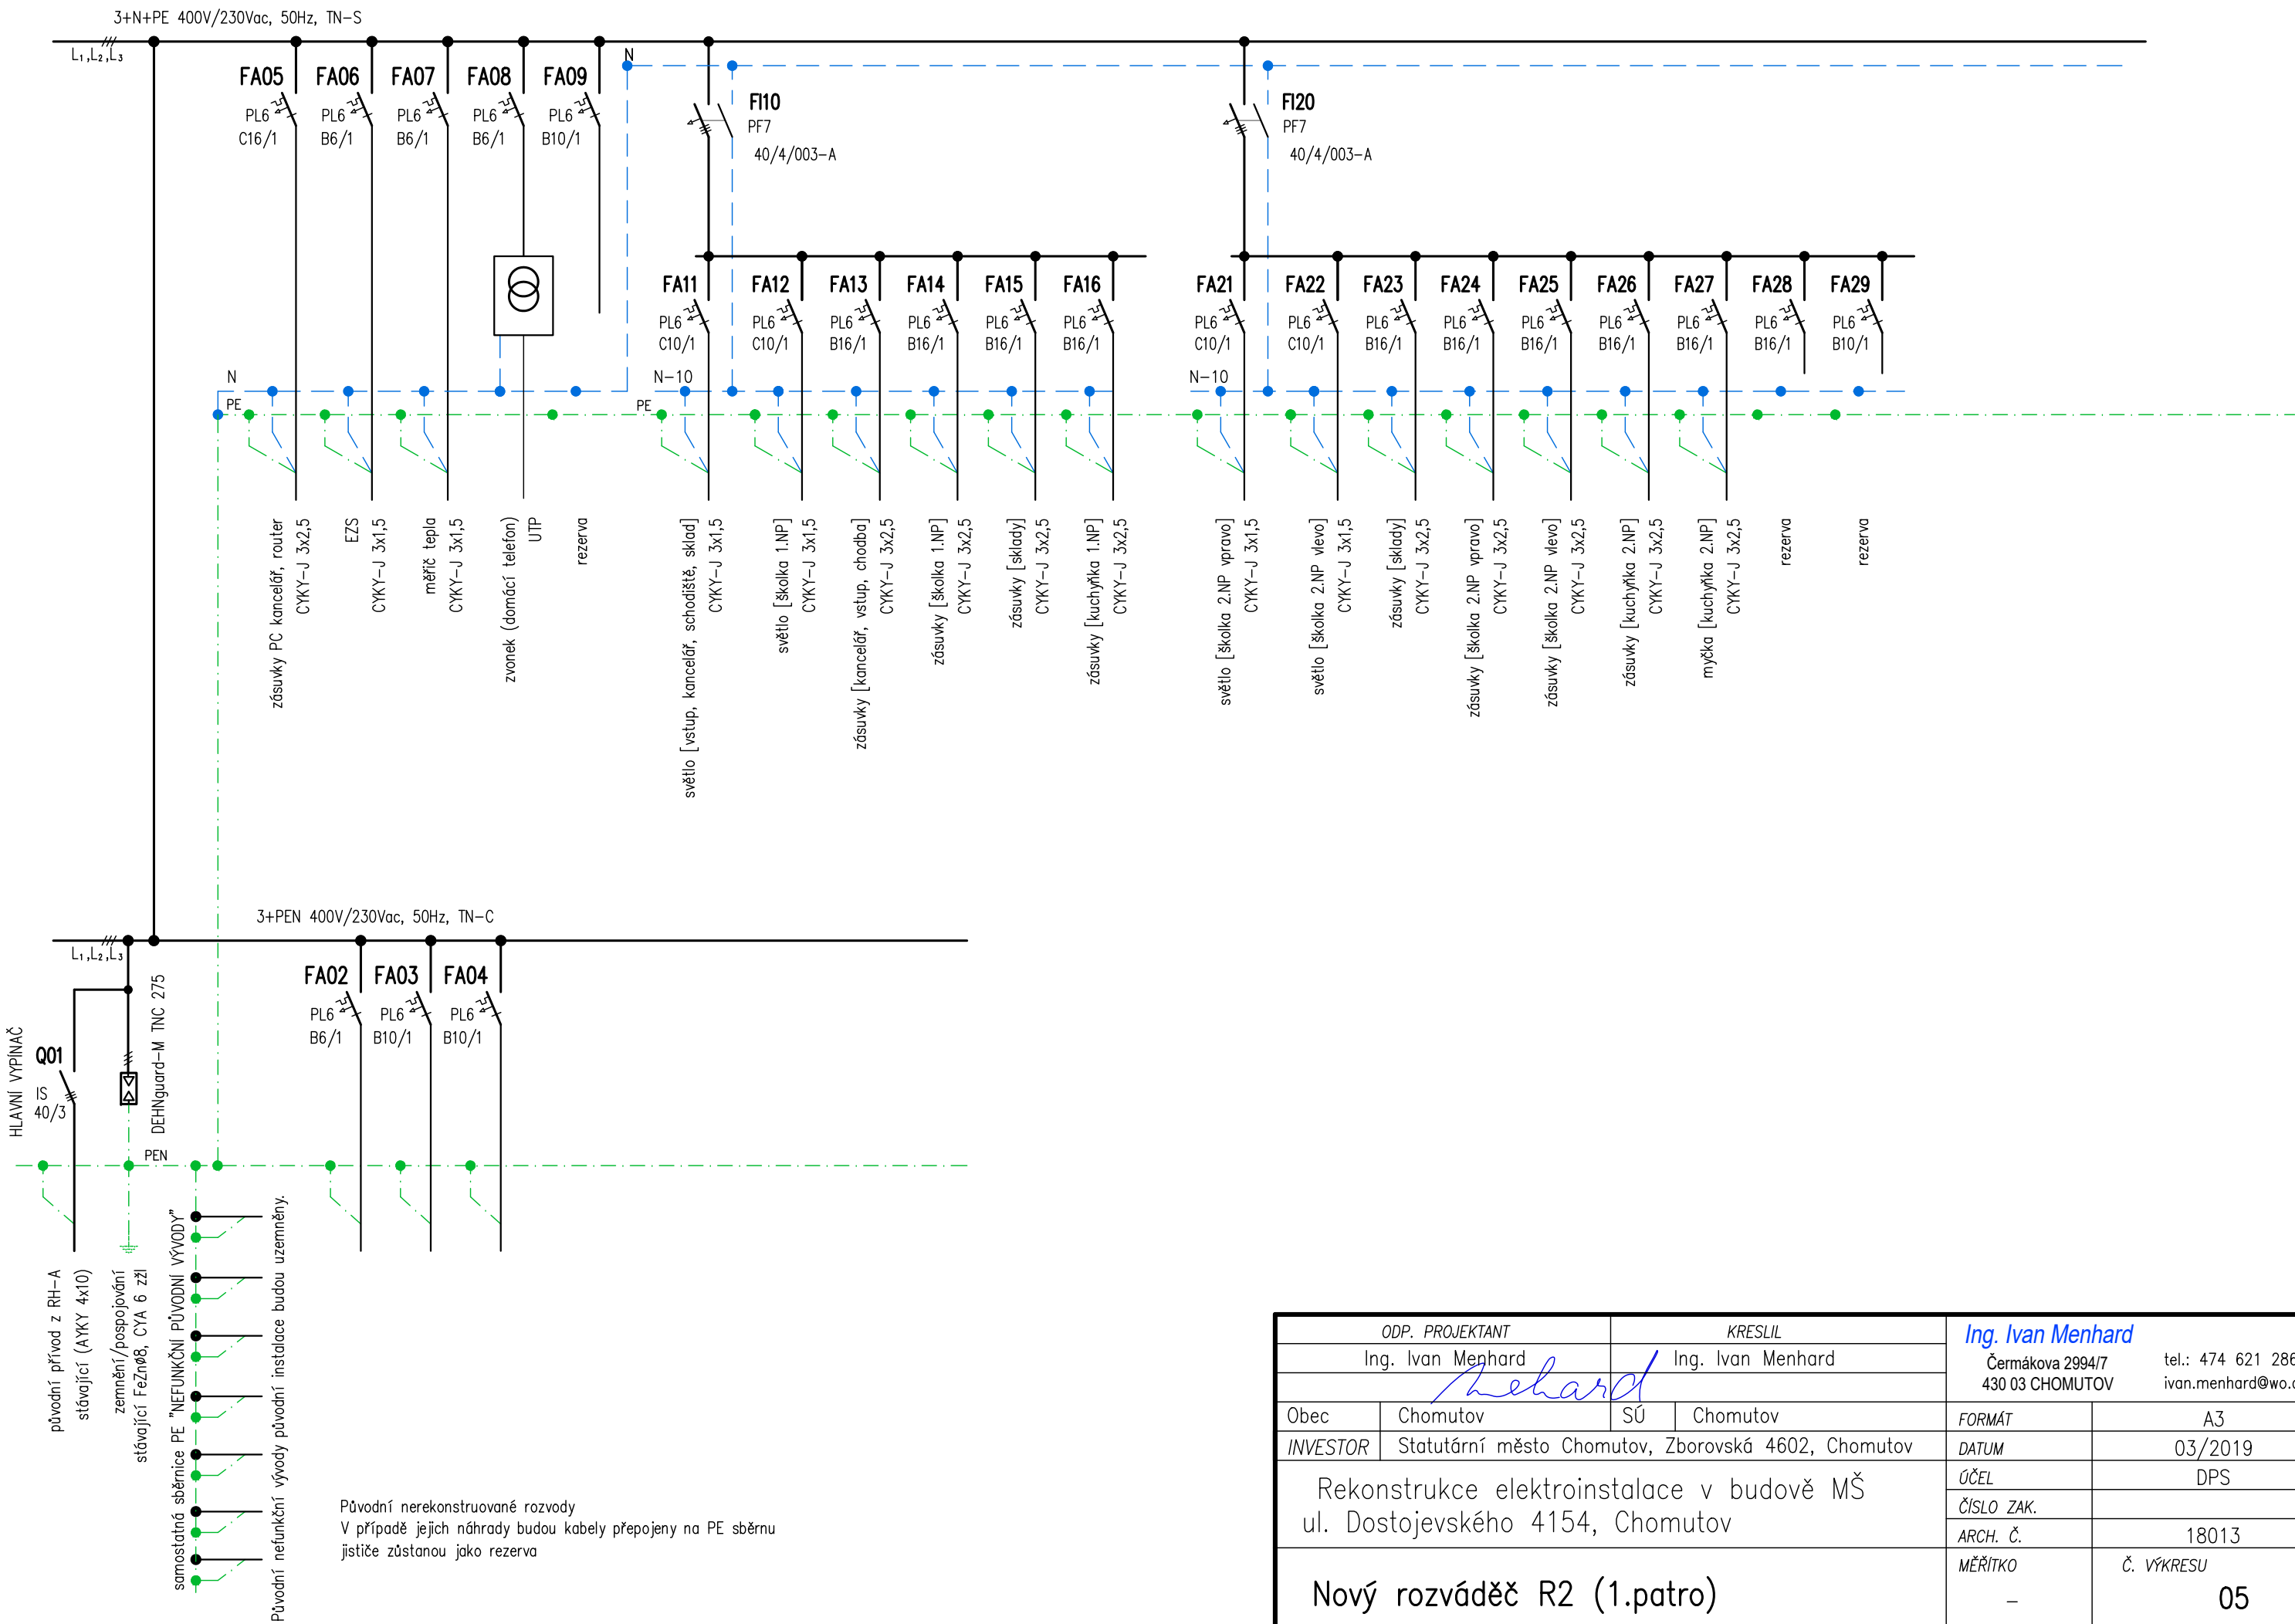 3+N+PE 400V/230Vac, 50Hz, TN-S
L1,L2,L3
N
FA05
PL6
C16/1
FA06
PL6
B6/1
FA07
PL6
B6/1
FA08
PL6
B6/1
FA09
PL6
B10/1
FI10
PF7
40/4/003-A
FI20
PF7
40/4/003-A
FA11
PL6
C10/1
FA12
PL6
C10/1
FA13
PL6
B16/1
FA14
PL6
B16/1
FA15
PL6
B16/1
FA16
PL6
B16/1
FA21
PL6
C10/1
FA22
PL6
C10/1
FA23
PL6
B16/1
FA24
PL6
B16/1
FA25
PL6
B16/1
FA26
PL6
B16/1
FA27
PL6
B16/1
FA28
PL6
B16/1
FA29
PL6
B10/1
N
PE
PE
N-10
N-10
zásuvky PC kancelář, router
CYKY-J 3x2,5
EZS
CYKY-J 3x1,5
měřič tepla
CYKY-J 3x1,5
zvonek (domácí telefon)
UTP
rezerva
světlo [vstup, kancelář, schodiště, sklad]
CYKY-J 3x1,5
světlo [školka 1.NP]
CYKY-J 3x1,5
zásuvky [kancelář, vstup, chodba]
CYKY-J 3x2,5
zásuvky [školka 1.NP]
CYKY-J 3x2,5
zásuvky [sklady]
CYKY-J 3x2,5
zásuvky [kuchyňka 1.NP]
CYKY-J 3x2,5
světlo [školka 2.NP vpravo]
CYKY-J 3x1,5
světlo [školka 2.NP vlevo]
CYKY-J 3x1,5
zásuvky [sklady]
CYKY-J 3x2,5
zásuvky [školka 2.NP vpravo]
CYKY-J 3x2,5
zásuvky [školka 2.NP vlevo]
CYKY-J 3x2,5
zásuvky [kuchyňka 2.NP]
CYKY-J 3x2,5
myčka [kuchyňka 2.NP]
CYKY-J 3x2,5
rezerva
rezerva
3+PEN 400V/230Vac, 50Hz, TN-C
L1,L2,L3
HLAVNÍ VYPÍNAČ
Q01
IS
40/3
DEHNguard-M TNC 275
FA02
PL6
B6/1
FA03
PL6
B10/1
FA04
PL6
B10/1
PEN
původní přívod z RH-A
stávající (AYKY 4x10)
zemnění/pospojování
stávající FeZnø8, CYA 6 zžl
samostatná sběrnice PE "NEFUNKČNÍ PŮVODNÍ VÝVODY"
Původní nefunkční vývody původní instalace budou uzemněny.
Původní nerekonstruované rozvody
V případě jejich náhrady budou kabely přepojeny na PE sběrnu
jističe zůstanou jako rezerva
ODP. PROJEKTANT
KRESLIL
Ing. Ivan Menhard
Ing. Ivan Menhard
Menhard
Ing. Ivan Menhard
Čermákova 2994/7
430 03 CHOMUTOV
tel.: 474 621 286
ivan.menhard@wo.c
Obec
Chomutov
SÚ
Chomutov
INVESTOR
Statutární město Chomutov, Zborovská 4602, Chomutov
Rekonstrukce elektroinstalace v budově MŠ
ul. Dostojevského 4154, Chomutov
Nový rozváděč R2 (1.patro)
FORMÁT
A3
DATUM
03/2019
ÚČEL
DPS
ČÍSLO ZAK.
ARCH. Č.
18013
MĚŘÍTKO
–
Č. VÝKRESU
05